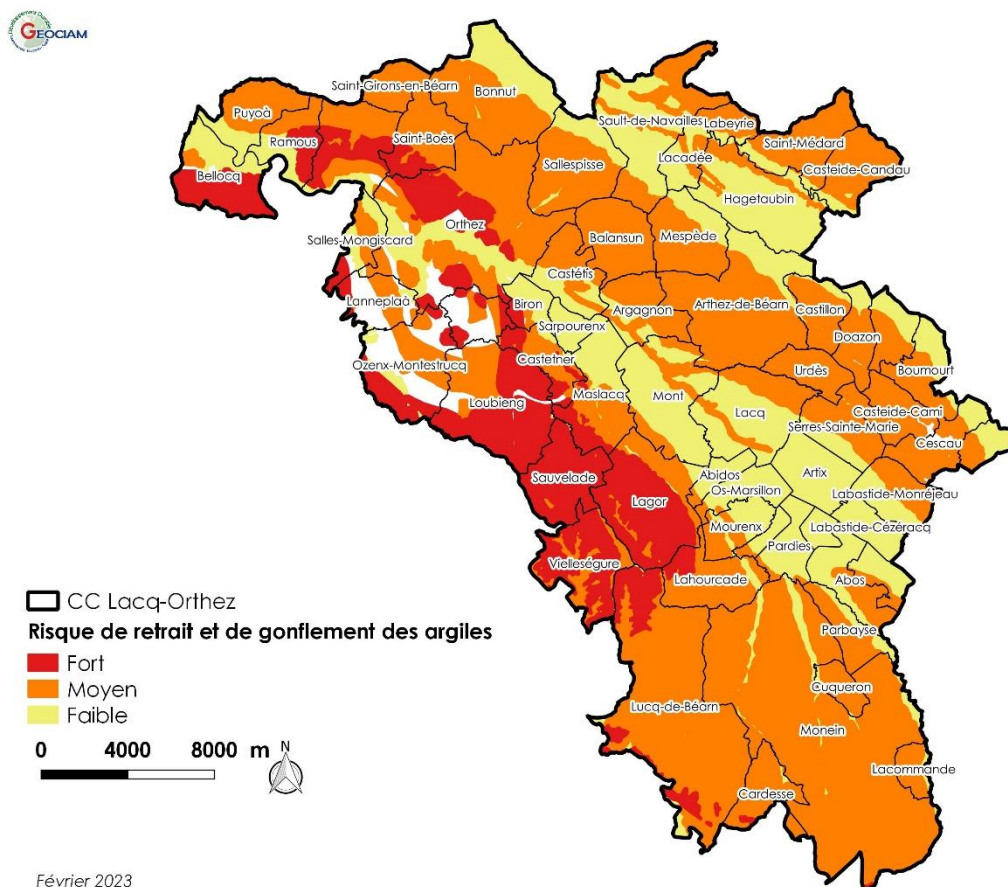 GEOCIAM
Saint-Girons-en-Béarn
Bonnut
Puyoà
Sault-de-Navailles
Labeyrie
Ramous
Saint-Boès
Saint-Médard
Lacadée
Sallespisse
Casteide-Candau
Bellocq
Hagetaubin
Orthez
Salles-Mongiscard
Balansun
Mespède
Castétis
Lanneplaà
Biron
Argagnon
Arthez-de-Béarn
Castillon
Sarpourenx
Doazon
Ozenx-Montestrucq
Castetner
Urdès
Boumourt
Loubieng
Maslacq
Mont
Lacq
Casteide-Cami
Serres-Sainte-Marie
Cescau
Sauvelade
Abidos
Artix
Lagor
Os-Marsillon
Labastide-Monréjeau
Mourenx
Labastide-Cézéracq
Pardies
Vielleségure
Lahourcade
Abos
Parbayse
Cuqueron
Lucq-de-Béarn
Monein
Lacommande
Cardesse
CC Lacq-Orthez
Risque de retrait et de gonflement des argiles
Fort
Moyen
Faible
0 4000 8000 m N
Février 2023